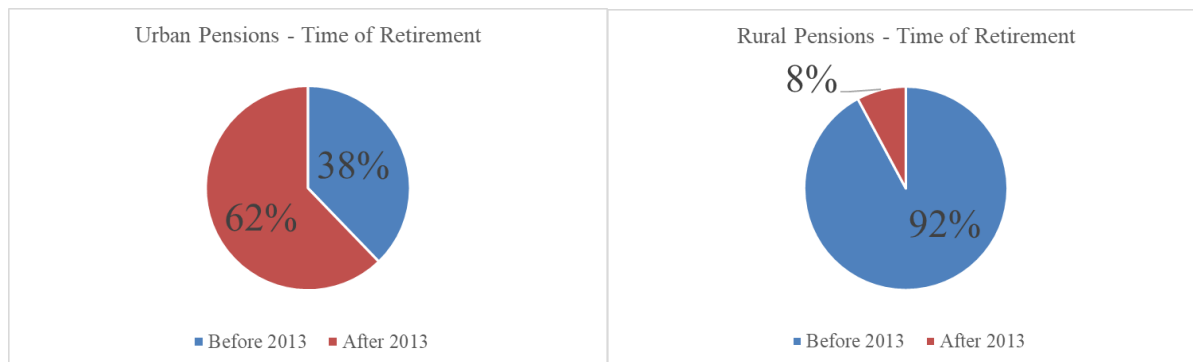 Urban Pensions - Time of Retirement
38%
62%
Before 2013 After 2013
Rural Pensions - Time of Retirement
8%
92%
Before 2013 After 2013